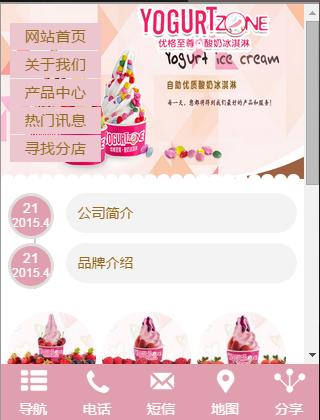 YOGURTZONE
优格至尊·酸奶冰淇淋
Yogurt ice cream
自助优质酸奶冰淇淋
每一天，您都将得到我们最好的产品和服务！
网站首页
关于我们
产品中心
热门讯息
寻找分店
21
2015.4
公司简介
21
2015.4
品牌介绍
导航
电话
短信
地图
分享